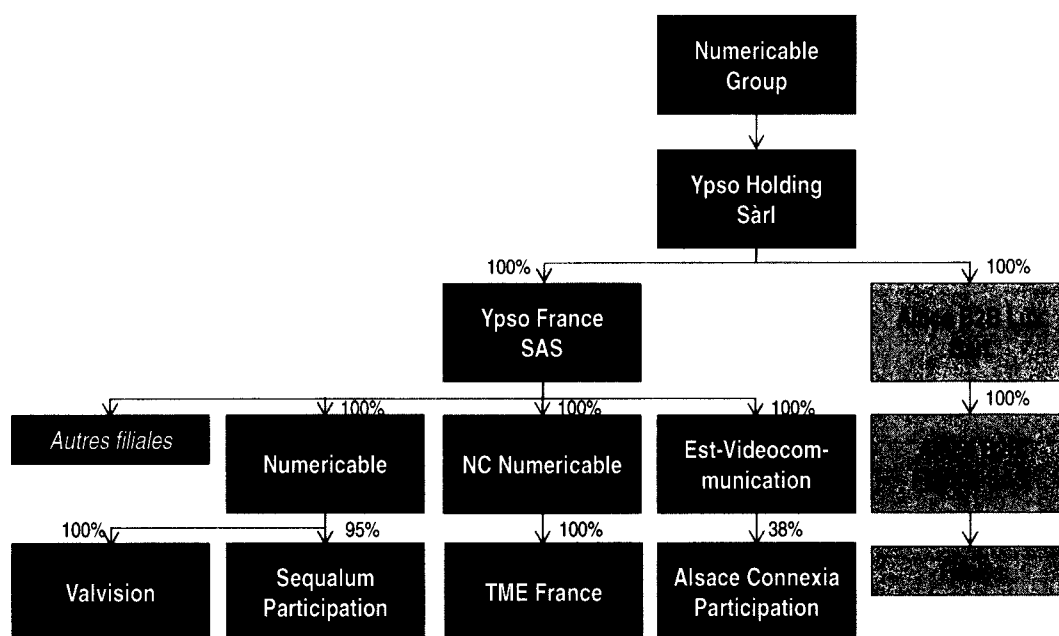 Numericable
Group
Ypso Holding
Sàrl
100%
100%
Ypso France
SAS
100%
100%
100%
100%
Autres filiales
Numericable
NC Numericable
Est-Videocom-
munication
100%
95%
100%
38%
Valvision
Sequalum
Participation
TME France
Alsace Connexia
Participation